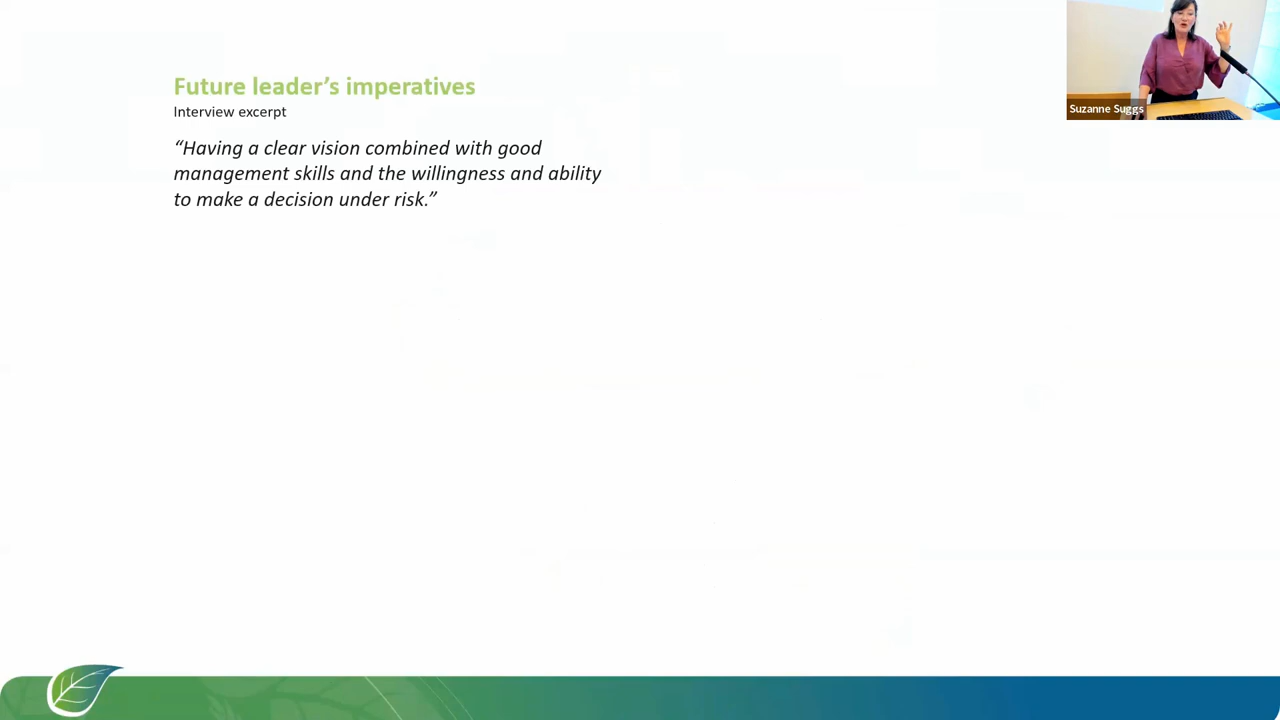 Future leader’s imperatives
Interview excerpt
“Having a clear vision combined with good
management skills and the willingness and ability
to make a decision under risk.”
Suzanne Suggs